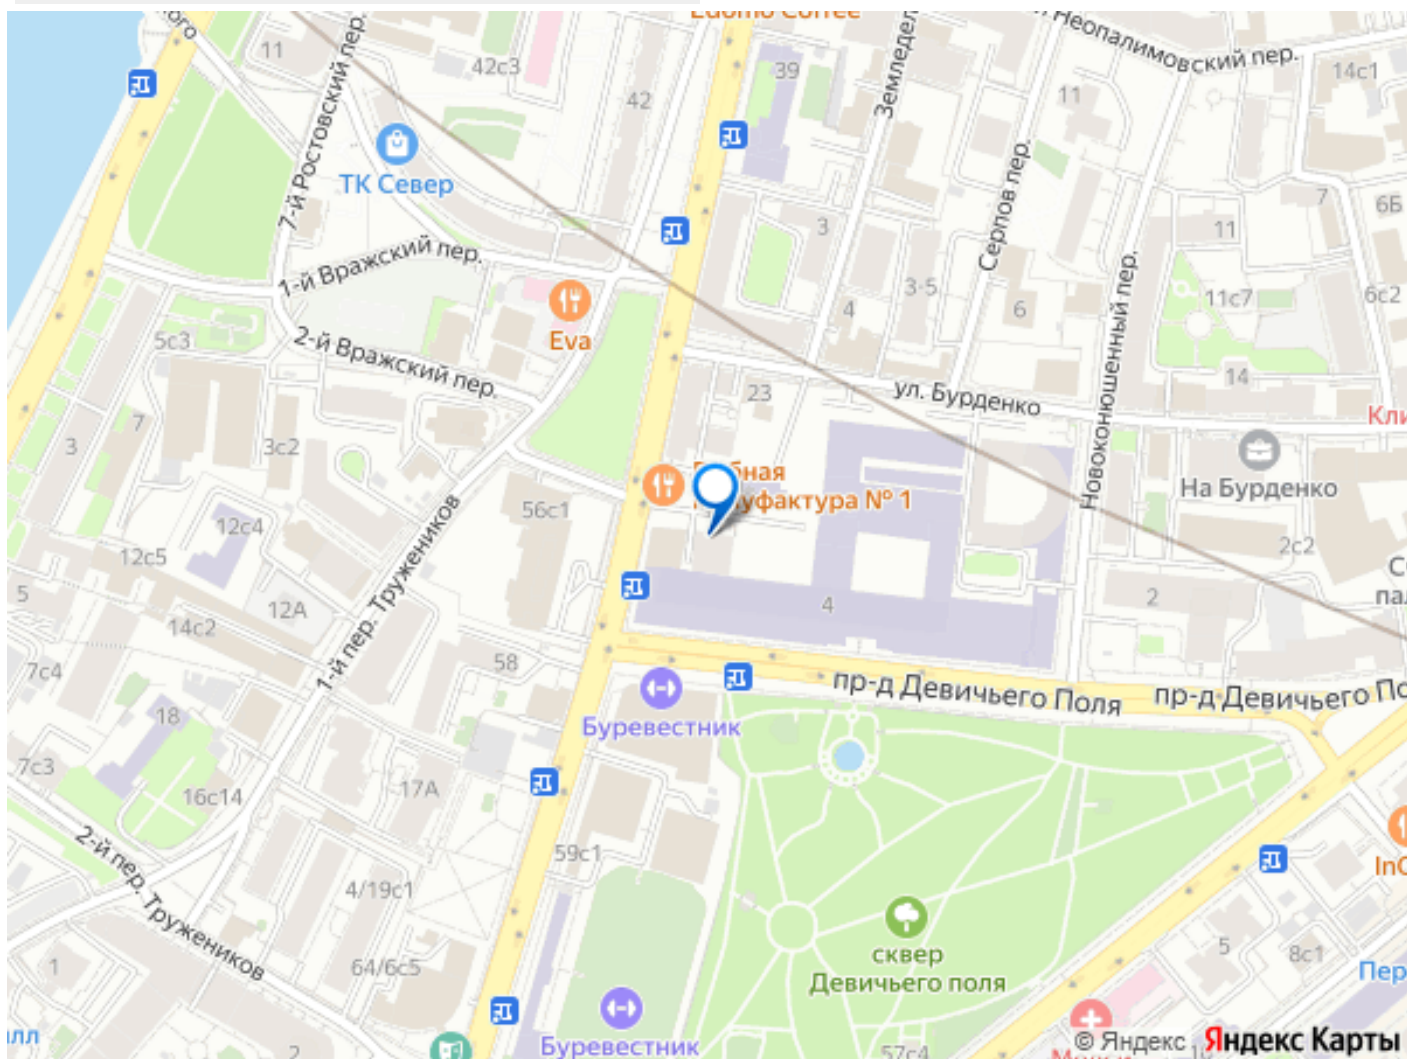 Edomo Coffee
Неопалимовский пер.
11
42с3
39
14с1
42
11
7-й Ростовский пер.
ТК Север
Серпов пер.
7
6Б
3
11
1-й Вражский пер.
3-5
11с7
6с2
4
6
Eva
5с3
2-й Вражский пер.
14
23
ул. Бурденко
Новоконюшенный пер.
7
3
3с2
На Бурденко
№ 1
56с1
12с4
2с2
12с5
1-й пер. Тружеников
5
12А
4
2
14с2
58
7с4
пр-д Девичьего Поля
пр-д Девичьего
Буревестник
18
7с3
17А
16с14
2-й пер. Тружеников
59с1
4/19с1
сквер
Девичьего поля
5
8с1
1
64/6с5
Буревестник
2
57с4
© Яндекс Яндекс Карты